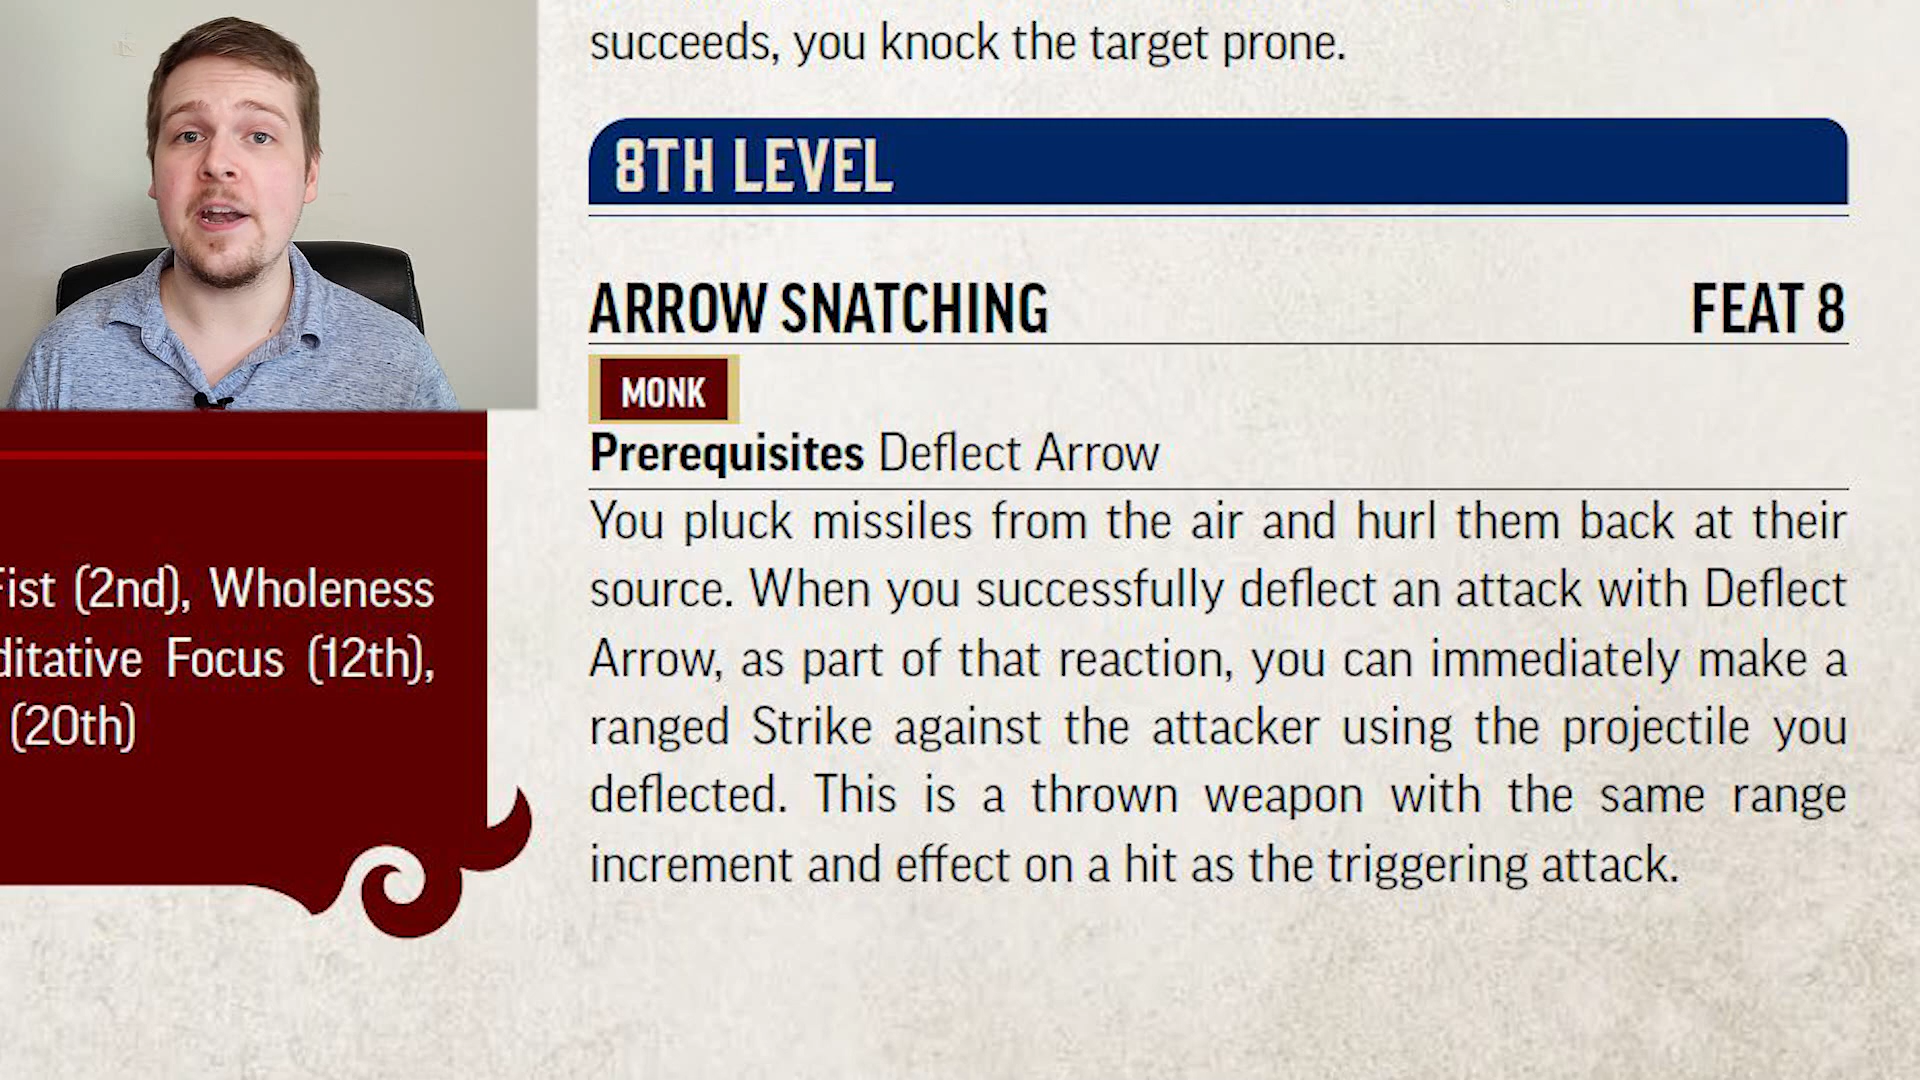 succeeds, you knock the target prone.
8TH LEVEL
ARROW SNATCHING FEAT 8
MONK
Prerequisites Deflect Arrow
You pluck missiles from the air and hurl them back at their
source. When you successfully deflect an attack with Deflect
Arrow, as part of that reaction, you can immediately make a
ranged Strike against the attacker using the projectile you
deflected. This is a thrown weapon with the same range
increment and effect on a hit as the triggering attack.
Fist (2nd), Wholeness
ditative Focus (12th),
(20th)